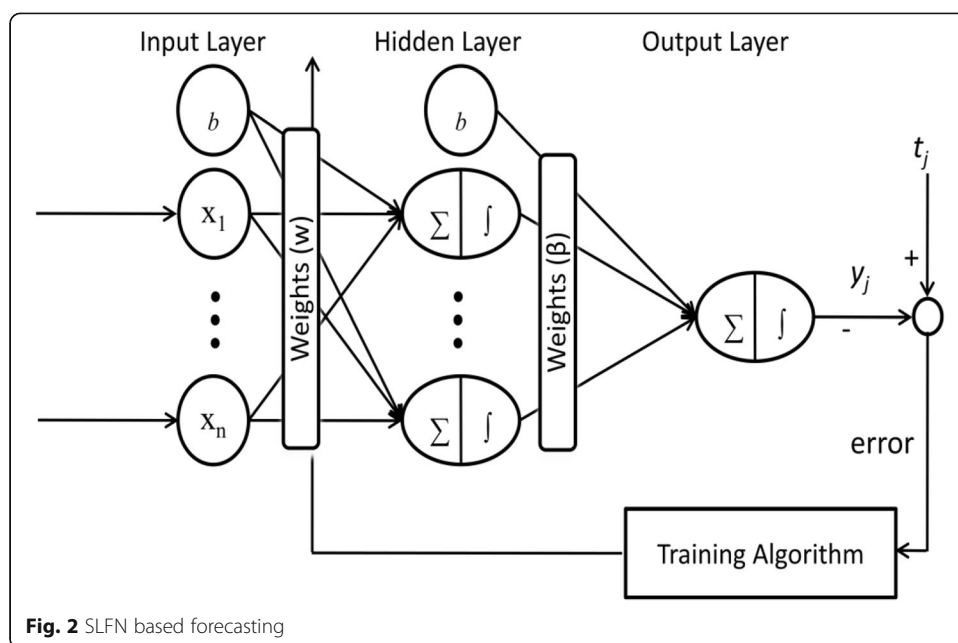 Input Layer Hidden Layer Output Layer
b b
t_j
x_1 ∑ ∫
Weights (w)
Weights (β)
+
y_j
∑ ∫
-
x_n ∑ ∫
error
Training Algorithm
Fig. 2 SLFN based forecasting